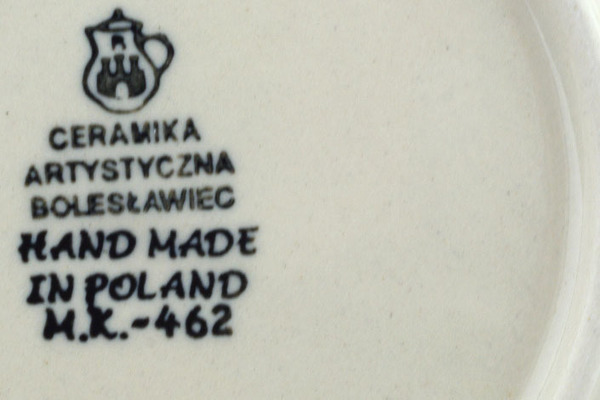 CERAMIKA
ARTYSTYCZNA
BOLESŁAWIEC
HAND MADE
IN POLAND
M.K.-462